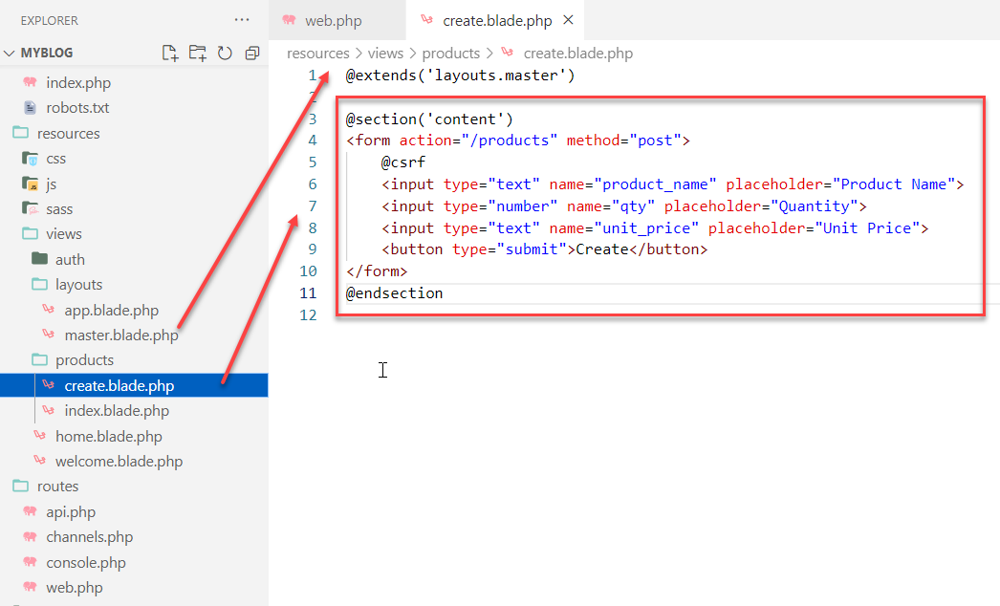 EXPLORER
MYBLOG
index.php
robots.txt
resources
css
js
sass
views
auth
layouts
app.blade.php
master.blade.php
products
create.blade.php
index.blade.php
home.blade.php
welcome.blade.php
routes
api.php
channels.php
console.php
web.php
web.php create.blade.php
resources > views > products > create.blade.php
1 @extends('layouts.master')
2
3 @section('content')
4 <form action="/products" method="post">
5 @csrf
6 <input type="text" name="product_name" placeholder="Product Name">
7 <input type="number" name="qty" placeholder="Quantity">
8 <input type="text" name="unit_price" placeholder="Unit Price">
9 <button type="submit">Create</button>
10 </form>
11 @endsection
12